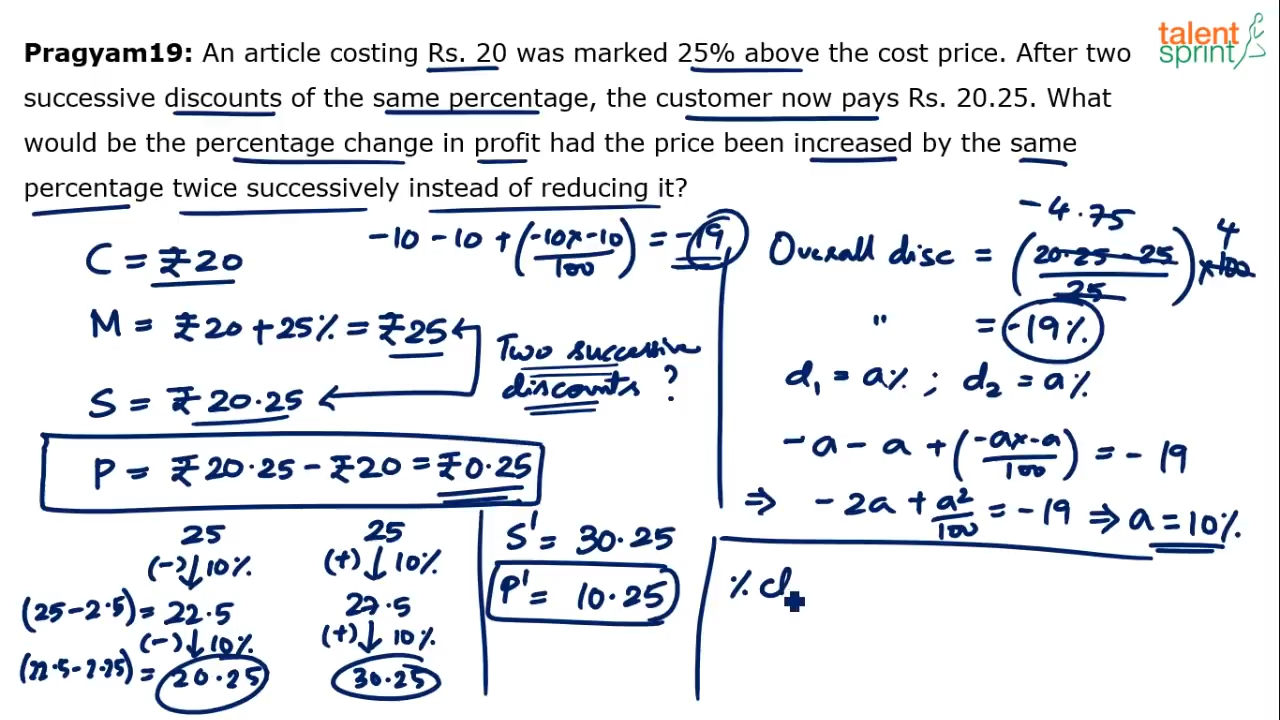 talent
sprint
Pragyam19: An article costing Rs. 20 was marked 25% above the cost price. After two
successive discounts of the same percentage, the customer now pays Rs. 20.25. What
would be the percentage change in profit had the price been increased by the same
percentage twice successively instead of reducing it?
C = ₹20
M = ₹20 + 25% = ₹25
S = ₹20.25
P = ₹20.25 - ₹20 = ₹0.25
-10 - 10 + (-10x-10/100) = -19
Two successive
discounts ?
-4.75
Overall disc = (20.25 - 25/25) x 100 4
" = -19%
d1 = a% ; d2 = a%
-a - a + (-ax-a/100) = -19
⇒ -2a + a²/100 = -19 ⇒ a = 10%
25
(-)↓10%
(25-2.5) = 22.5
(-)↓10%
(22.5-2.25) = 20.25
25
(+)↓10%
27.5
(+)↓10%
30.25
S' = 30.25
P' = 10.25
% ch